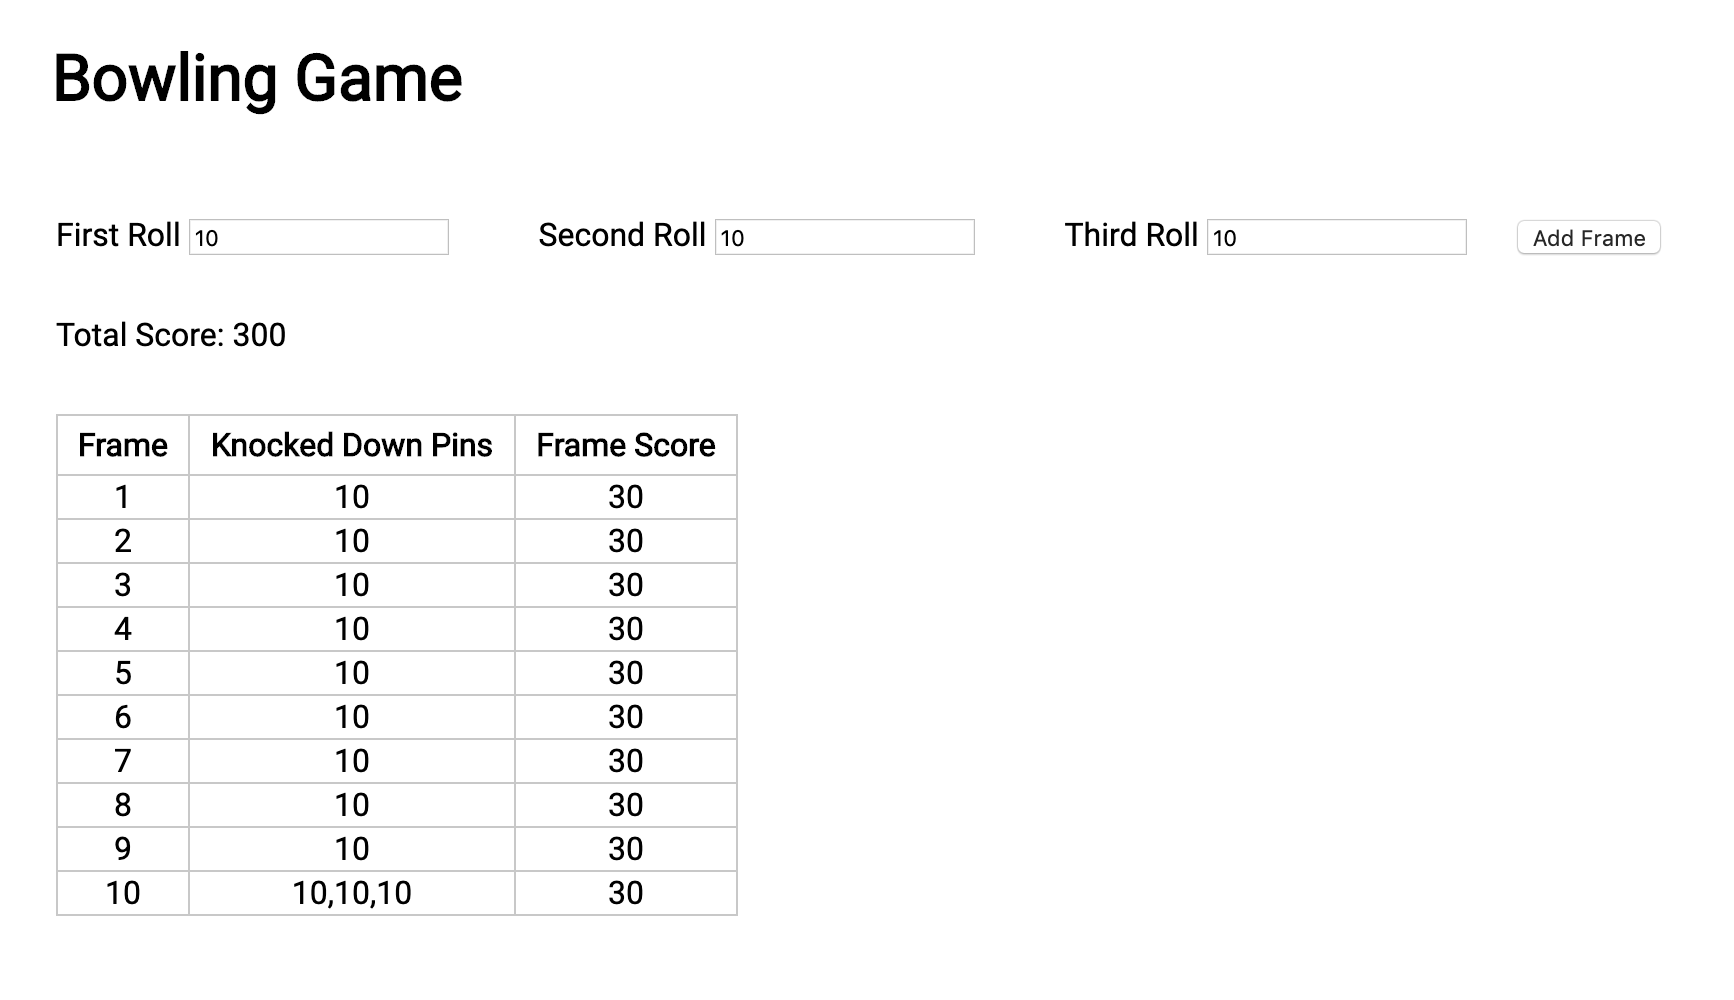 Bowling Game
First Roll 10 Second Roll 10 Third Roll 10 Add Frame
Total Score: 300
Frame Knocked Down Pins Frame Score
1 10 30
2 10 30
3 10 30
4 10 30
5 10 30
6 10 30
7 10 30
8 10 30
9 10 30
10 10,10,10 30